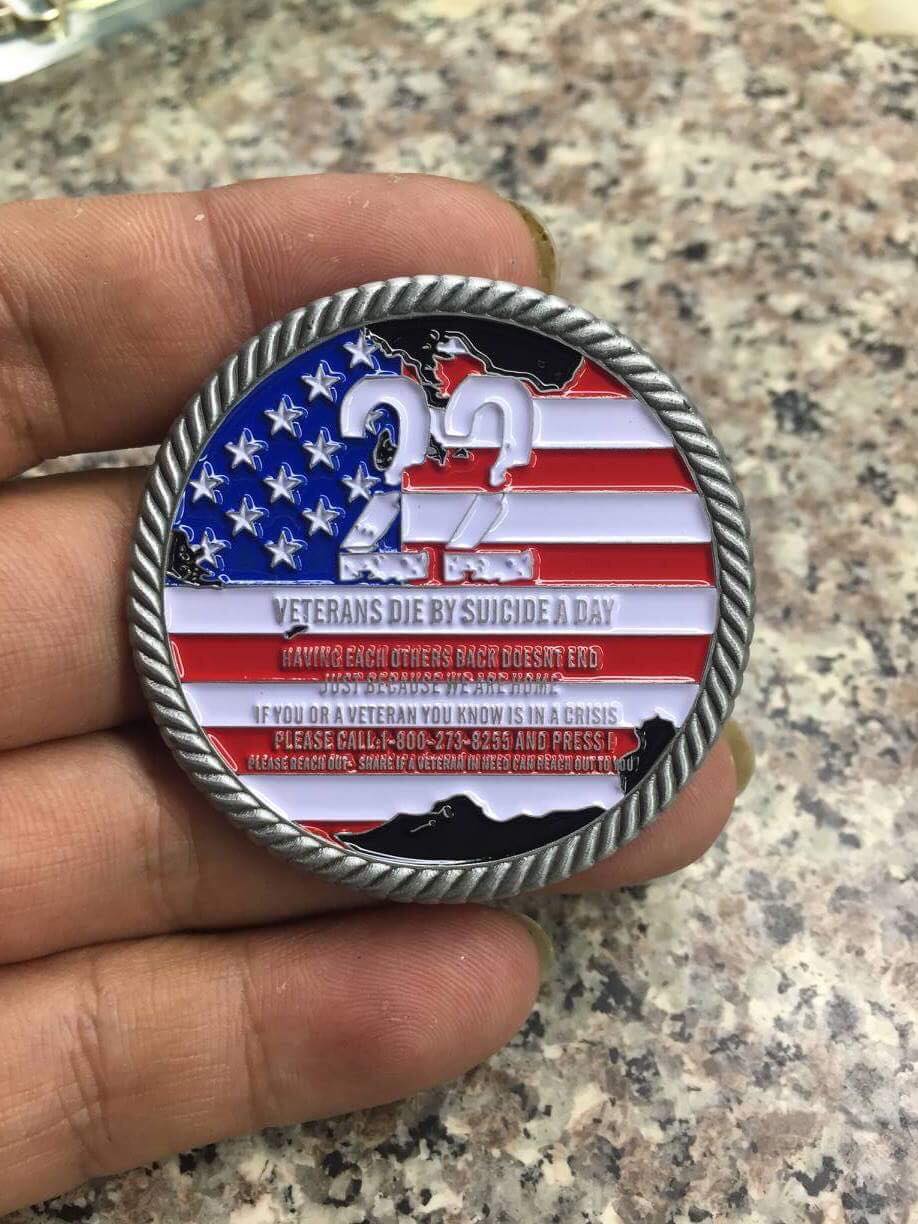 22
VETERANS DIE BY SUICIDE A DAY
HAVING EACH OTHERS BACK DOESNT END
JUST BECAUSE WE ARE HOME
IF YOU OR A VETERAN YOU KNOW IS IN A CRISIS
PLEASE CALL:1-800-273-8255 AND PRESS 1
PLEASE REACH OUT- SHARE IF A VETERAN IN NEED CAN REACH OUT TO YOU!